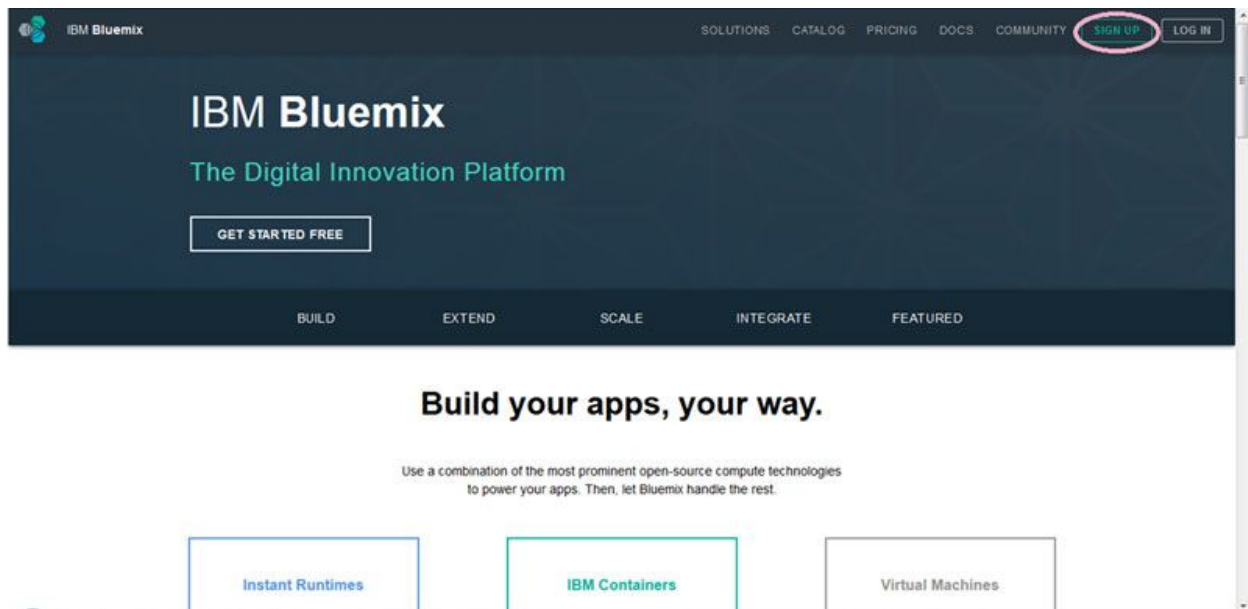 IBM Bluemix SOLUTIONS CATALOG PRICING DOCS COMMUNITY SIGN UP LOG IN
IBM Bluemix
The Digital Innovation Platform
GET STARTED FREE
BUILD EXTEND SCALE INTEGRATE FEATURED
Build your apps, your way.
Use a combination of the most prominent open-source compute technologies
to power your apps. Then, let Bluemix handle the rest.
Instant Runtimes IBM Containers Virtual Machines